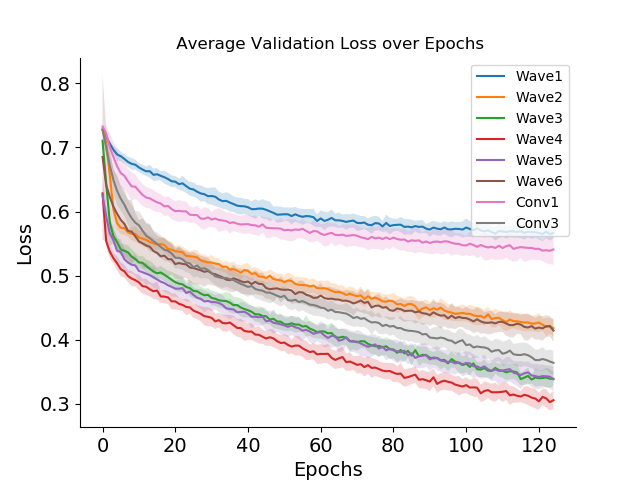 Average Validation Loss over Epochs
Loss
0.8
0.7
0.6
0.5
0.4
0.3
Wave1
Wave2
Wave3
Wave4
Wave5
Wave6
Conv1
Conv3
0 20 40 60 80 100 120
Epochs